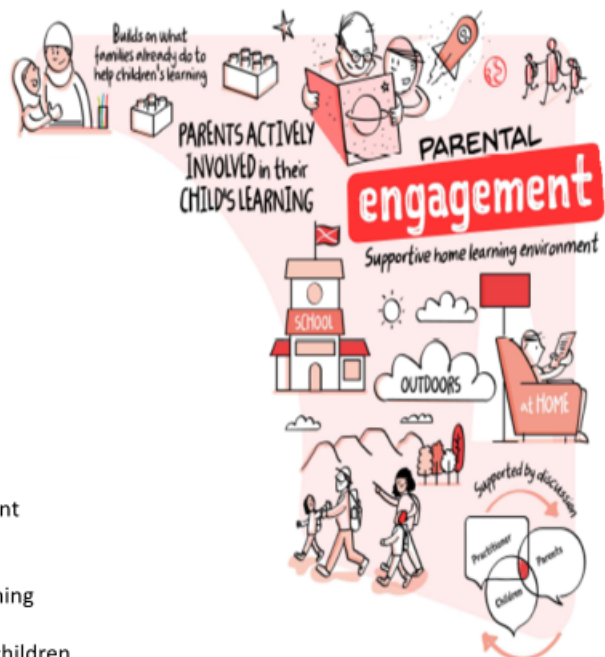 Builds on what
families already do to
help children's learning
PARENTS ACTIVELY
INVOLVED in their
CHILD'S LEARNING
PARENTAL
engagement
Supportive home learning environment
SCHOOL
OUTDOORS
at HOME
Supported by discussion
Practitioner
Parents
Children
nt
ning
children